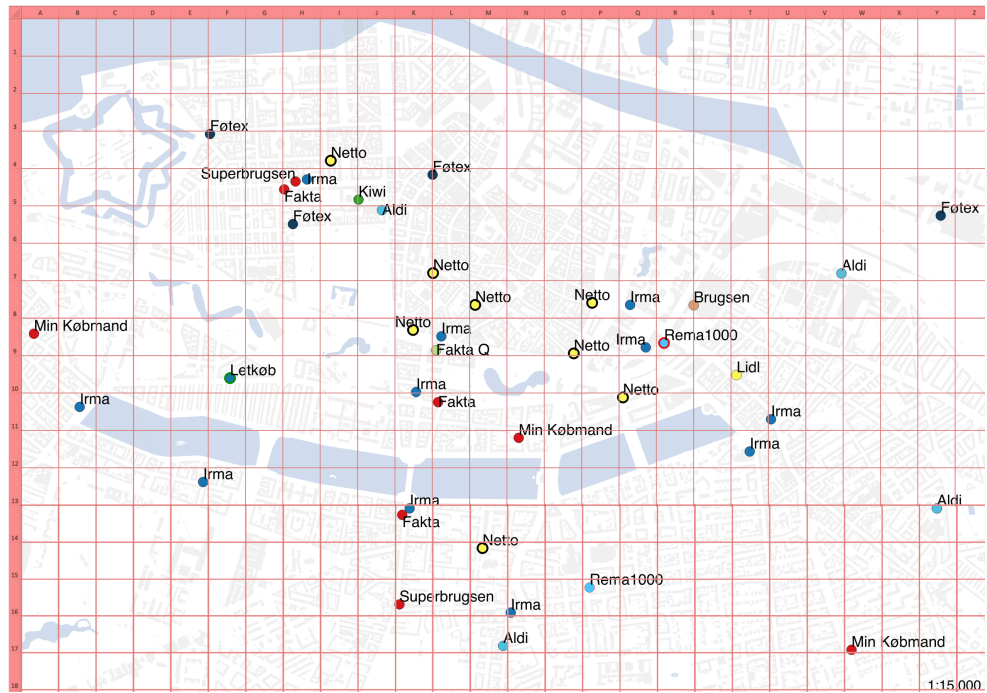 A B C D E F G H I J K L M N O P Q R S T U V W X Y Z
1
2
3
Føtex
4
Netto
Superbrugsen
Irma
Føtex
Fakta
Kiwi
5
Aldi
Føtex
Føtex
6
7
Netto
Aldi
8
Netto
Netto
Irma
Brugsen
Min Købmand
Netto
Irma
Irma
Rema1000
9
Fakta Q
Netto
Letkøb
Lidl
10
Irma
Irma
Fakta
Netto
11
Min Købmand
Irma
Irma
12
Irma
13
Irma
Aldi
Fakta
14
Netto
15
Rema1000
16
Superbrugsen
Irma
17
Aldi
Min Købmand
18
1:15 000